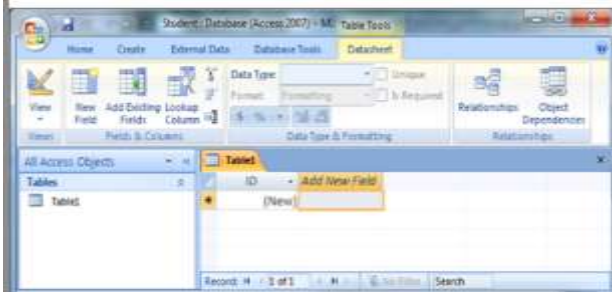 Student : Database (Access 2007) - Mi Table Tools
Home Create External Data Database Tools Datasheet
View New Field Add Existing Fields Lookup Column Data Type: Unique Format: Formatting Is Required Relationships Object Dependencies
Views Fields & Columns Data Type & Formatting Relationships
All Access Objects
Tables
Table1
Table1
ID Add New Field
(New)
Record: 1 of 1 No Filter Search